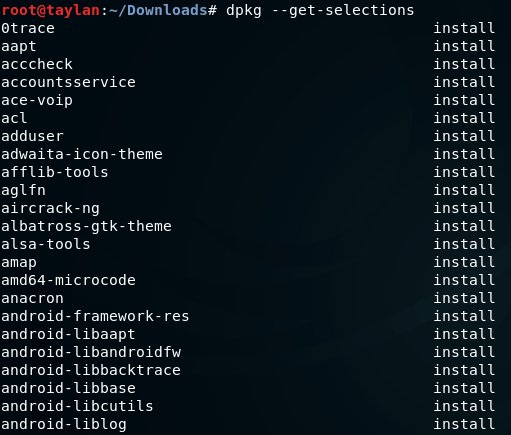 root@taylan:~/Downloads# dpkg --get-selections
0trace install
aapt install
acccheck install
accountsservice install
ace-voip install
acl install
adduser install
adwaita-icon-theme install
afflib-tools install
aglfn install
aircrack-ng install
albatross-gtk-theme install
alsa-tools install
amap install
amd64-microcode install
anacron install
android-framework-res install
android-libaapt install
android-libandroidfw install
android-libbacktrace install
android-libbase install
android-libcutils install
android-liblog install